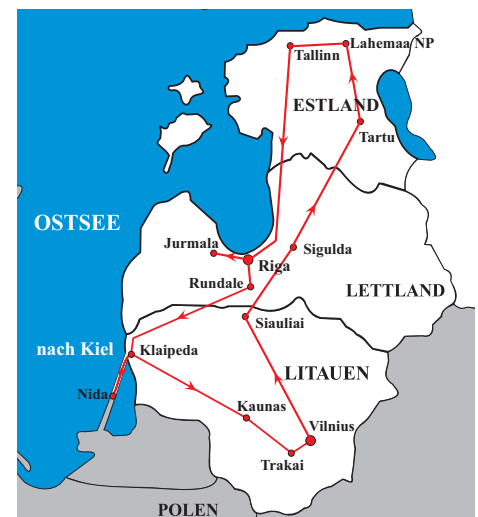 Tallinn
Lahemaa NP
ESTLAND
Tartu
OSTSEE
Jurmala
Sigulda
Riga
Rundale
LETTLAND
Siauliai
nach Kiel
Klaipeda
LITAUEN
Nida
Kaunas
Vilnius
Trakai
POLEN